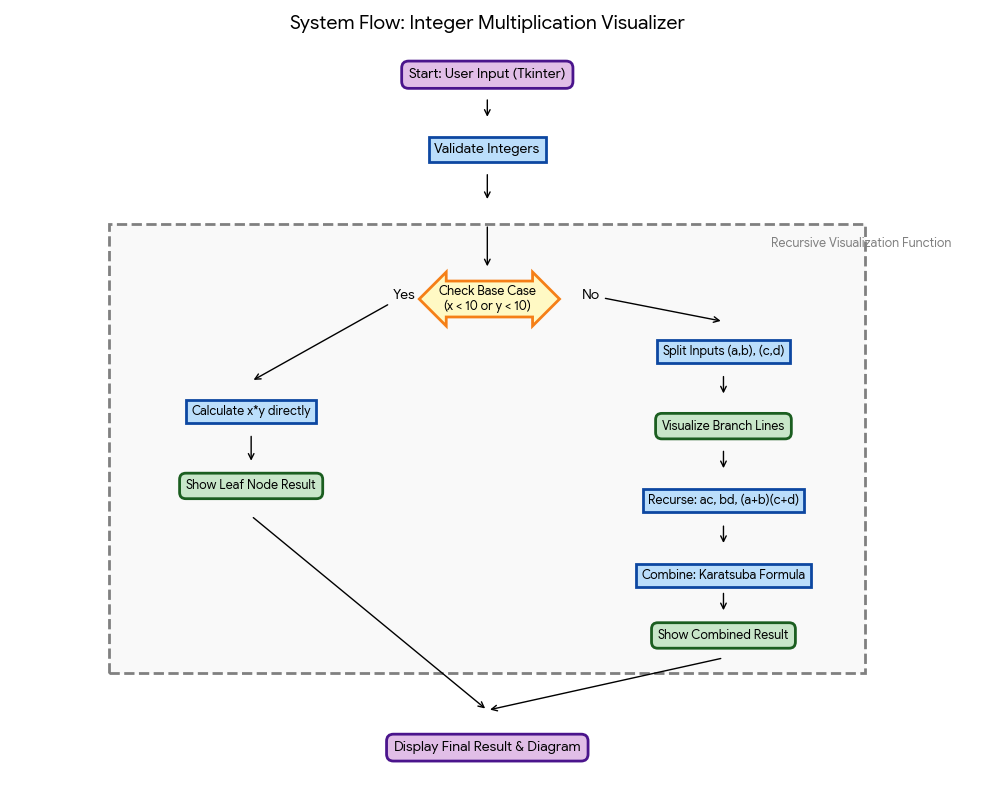 System Flow: Integer Multiplication Visualizer
Start: User Input (Tkinter)
Validate Integers
Recursive Visualization Function
Check Base Case
(x < 10 or y < 10)
Yes
No
Split Inputs (a,b), (c,d)
Calculate x*y directly
Visualize Branch Lines
Show Leaf Node Result
Recurse: ac, bd, (a+b)(c+d)
Combine: Karatsuba Formula
Show Combined Result
Display Final Result & Diagram